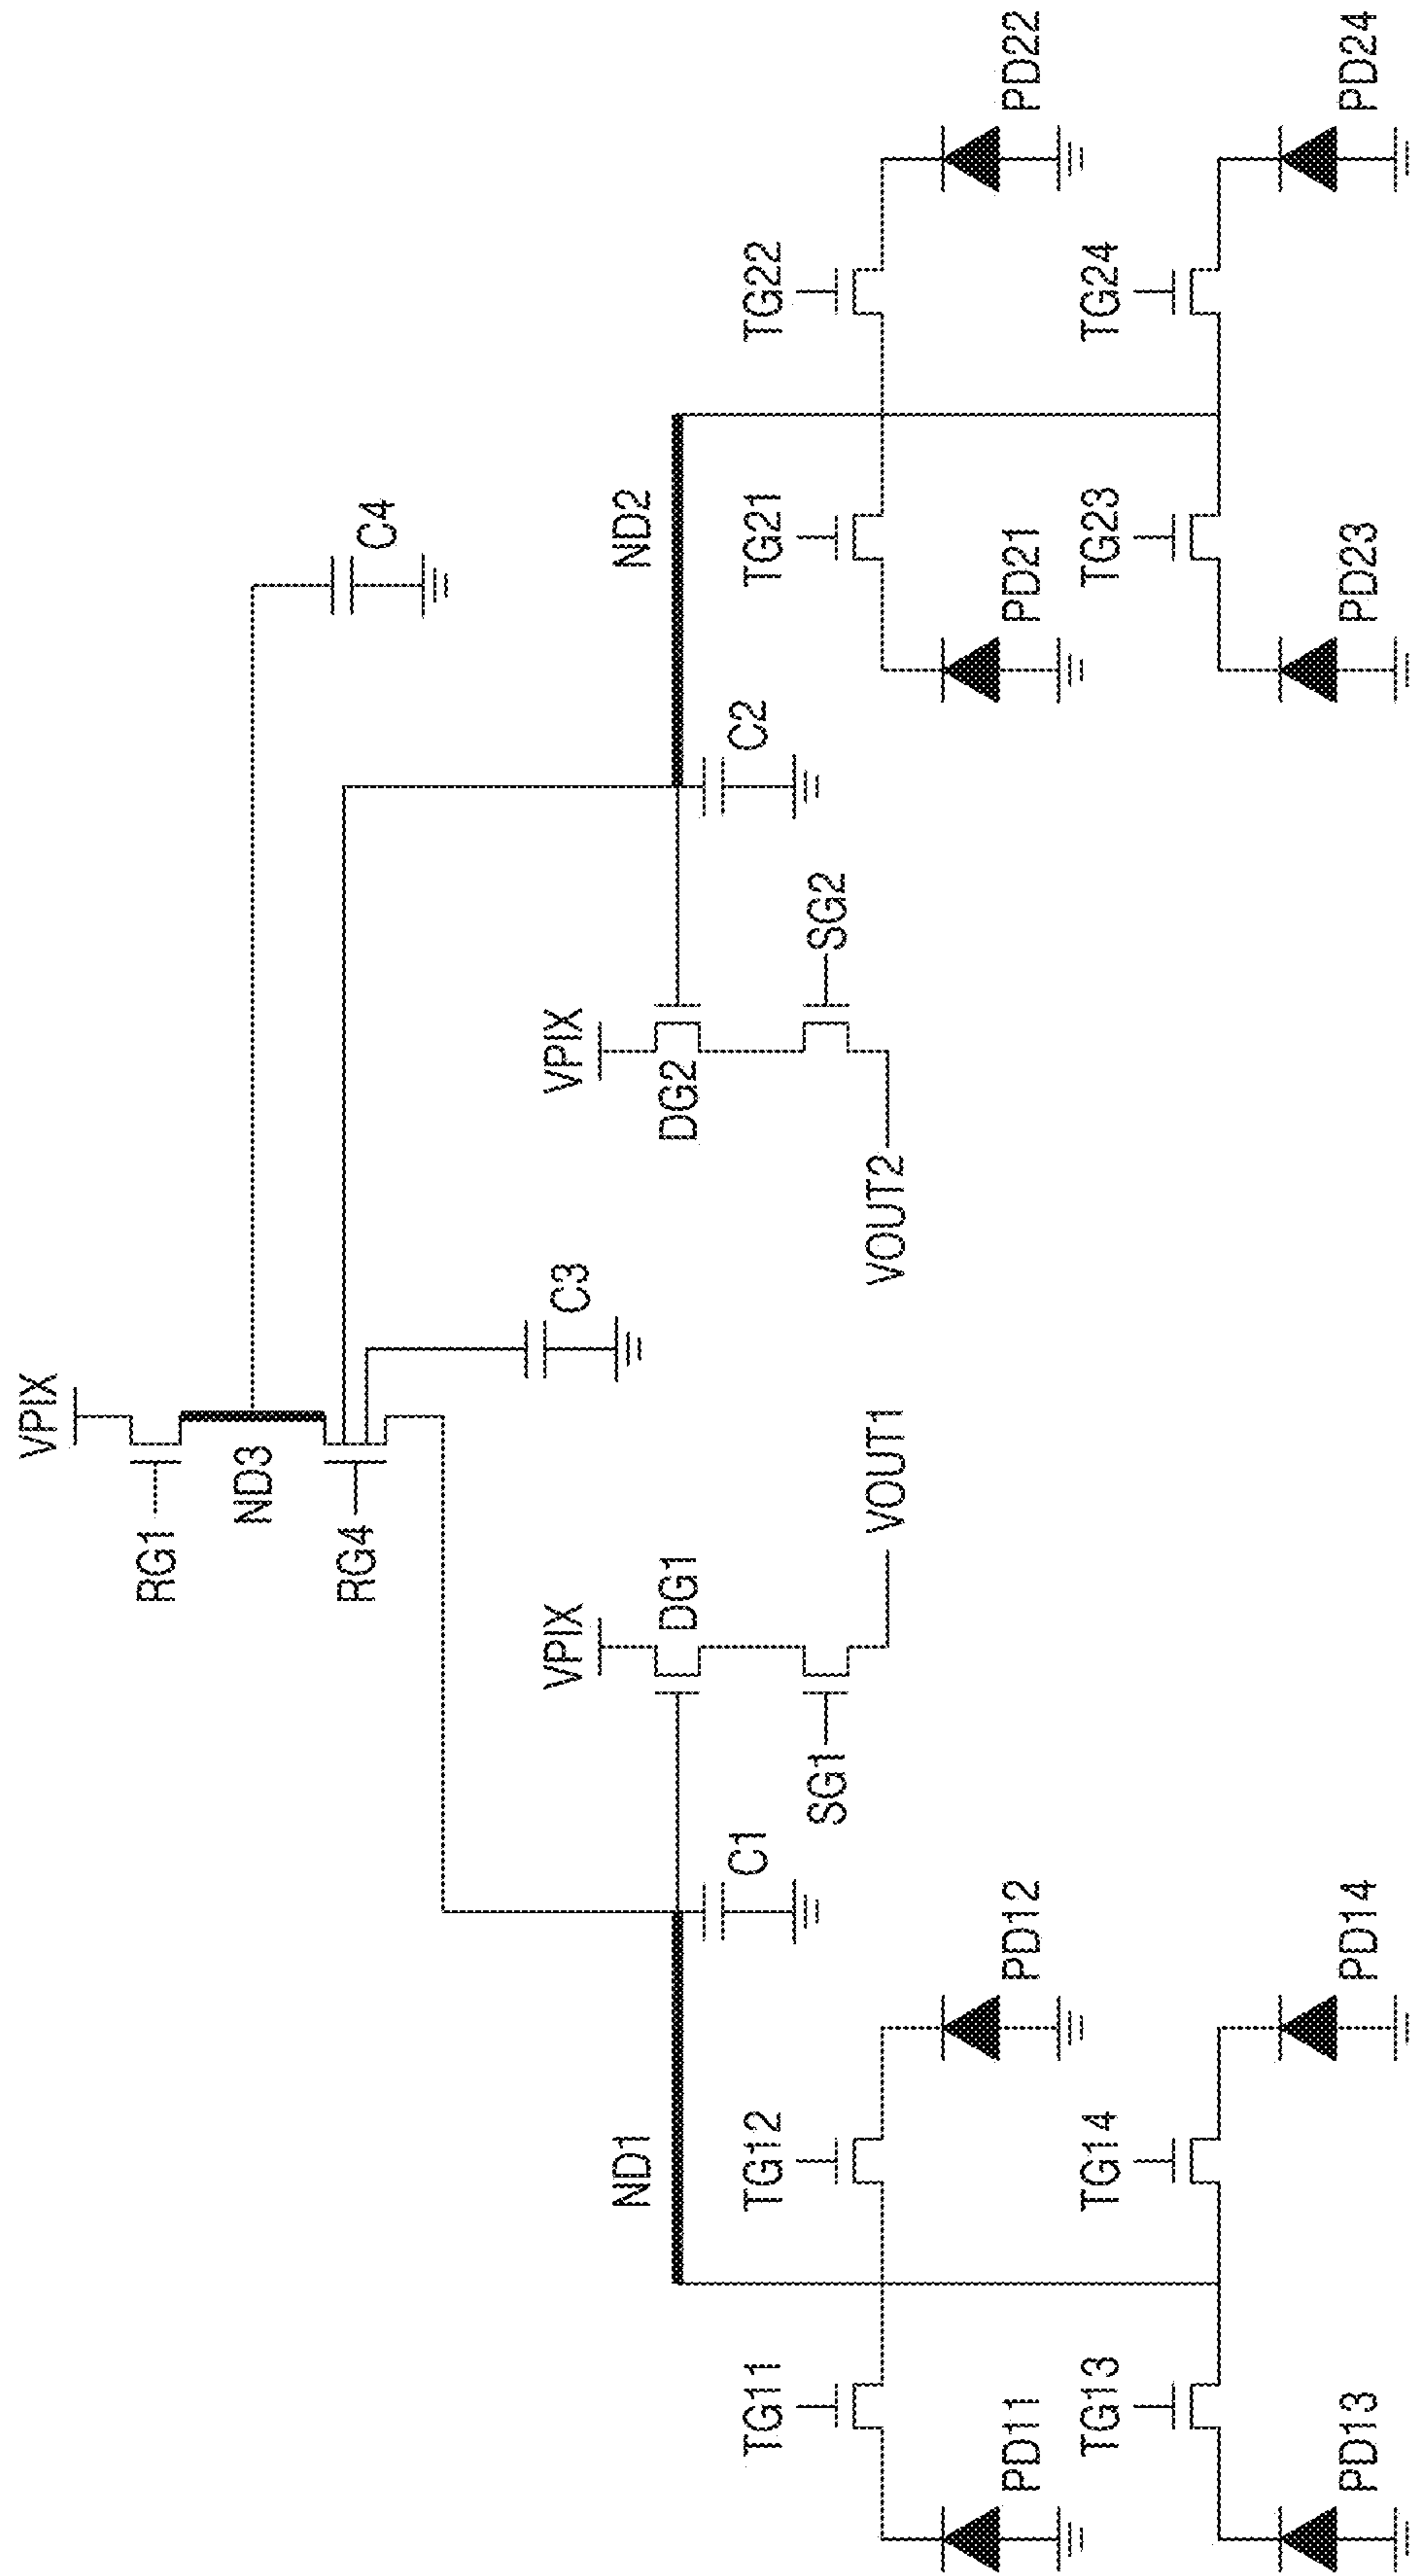 VPIX
RG1
ND3
RG4
C3
C4
ND1
VPIX
DG1
C1
SG1
VOUT1
VPIX
DG2
SG2
VOUT2
C2
ND2
TG11
TG12
PD11
PD12
TG13
TG14
PD13
PD14
TG21
TG22
PD21
PD22
TG23
TG24
PD23
PD24